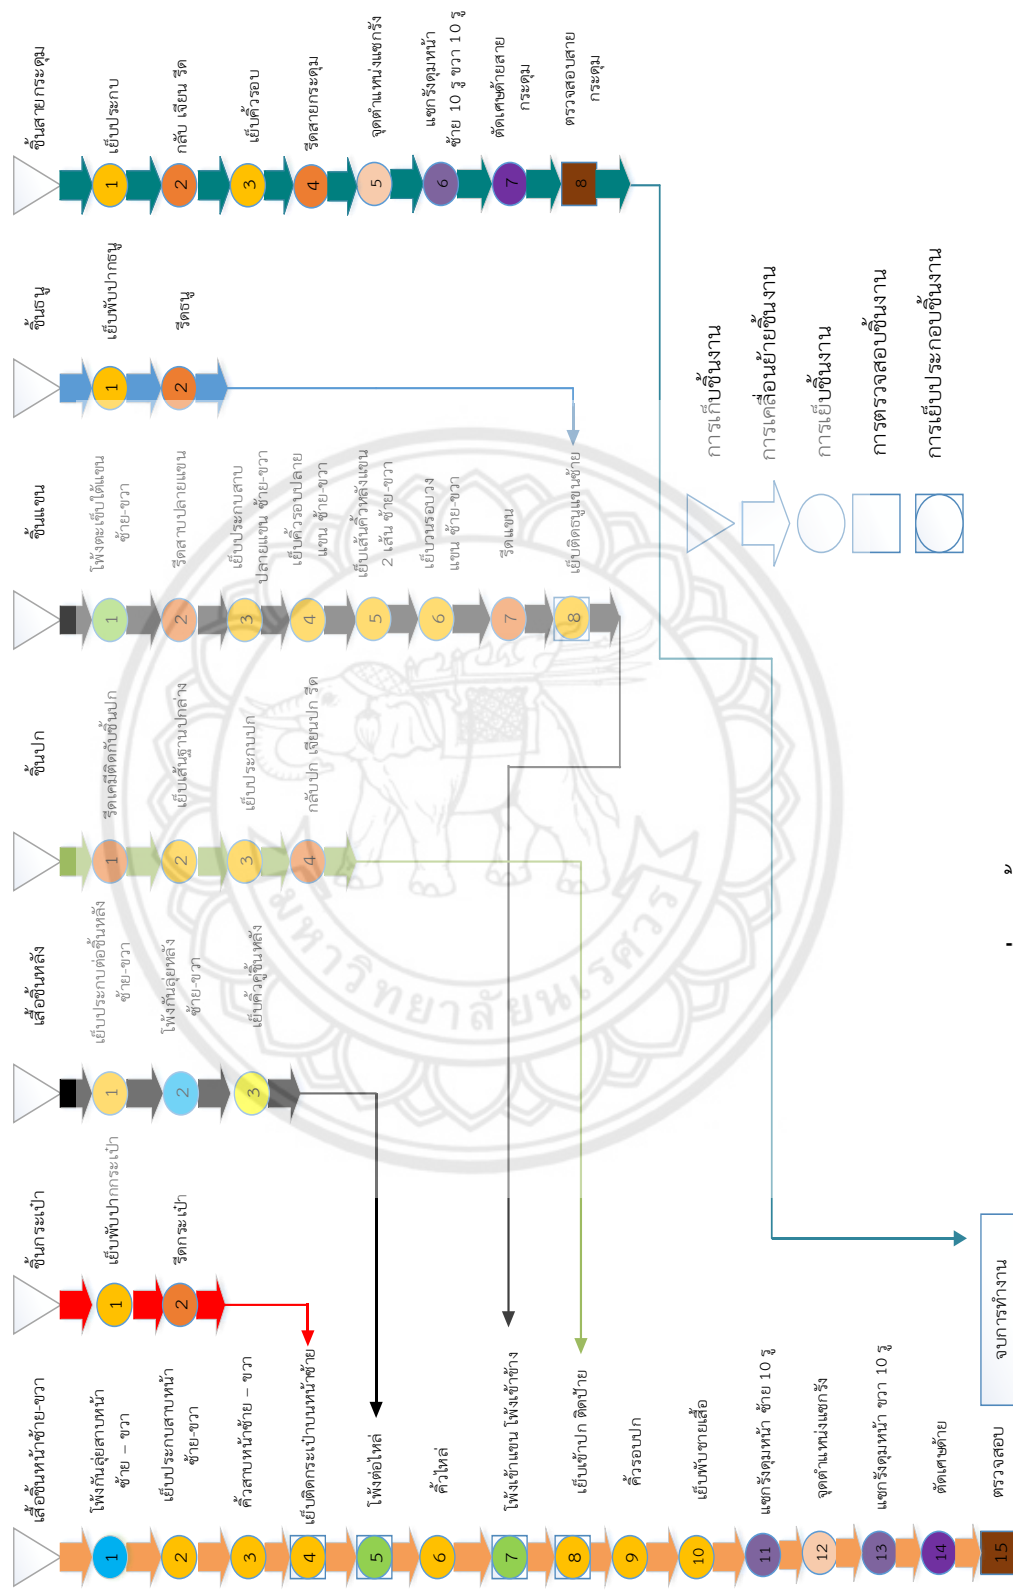 เสื้อชิ้นหน้าซ้าย-ขวา
1
โพ้งกันลุ่ยสาบหน้า
ซ้าย – ขวา
2
เย็บประกบสาบหน้า
ซ้าย-ขวา
3
คิ้วสาบหน้าซ้าย – ขวา
4
เย็บติดกระเป๋าบนหน้าซ้าย
5
โพ้งต่อไหล่
6
คิ้วไหล่
7
โพ้งเข้าแขน โพ้งเข้าข้าง
8
เย็บเข้าปก ติดป้าย
9
คิ้วรอบปก
10
เย็บพับชายเสื้อ
11
แซกรังดุมหน้า ซ้าย 10 รู
12
จุดตำแหน่งแซกรัง
13
แซกรังดุมหน้า ขวา 10 รู
14
ตัดเศษด้าย
15
ตรวจสอบ
จบการทำงาน
ชิ้นกระเป๋า
1
เย็บพับปากกระเป๋า
2
รีดกระเป๋า
เสื้อชิ้นหลัง
1
เย็บประกบต่อชิ้นหลัง
ซ้าย-ขวา
2
โพ้งกันลุ่ยหลัง
ซ้าย-ขวา
3
เย็บคิ้วคู่ชิ้นหลัง
ชิ้นปก
1
รีดเคมีติดกับชิ้นปก
2
เย็บเส้นฐานปกล่าง
3
เย็บประกบปก
4
กลับปก เจียนปก รีด
ชิ้นแขน
1
โพ้งตะเข็บใต้แขน
ซ้าย-ขวา
2
รีดสาบปลายแขน
3
เย็บประกบสาบ
ปลายแขน ซ้าย-ขวา
4
เย็บคิ้วรอบปลาย
แขน ซ้าย-ขวา
5
เย็บเส้นคิ้วหลังแขน
2 เส้น ซ้าย-ขวา
6
เย็บวนรอบวง
แขน ซ้าย-ขวา
7
รีดแขน
8
เย็บติดธนูแขนซ้าย
ชิ้นธนู
1
เย็บพับปากธนู
2
รีดธนู
ชิ้นสายกระดุม
1
เย็บประกบ
2
กลับ เจียน รีด
3
เย็บคิ้วรอบ
4
รีดสายกระดุม
5
จุดตำแหน่งแซกรัง
6
แซกรังดุมหน้า
ซ้าย 10 รู ขวา 10 รู
7
ตัดเศษด้ายสาย
กระดุม
8
ตรวจสอบสาย
กระดุม
การเก็บชิ้นงาน
การเคลื่อนย้ายชิ้นงาน
การเย็บชิ้นงาน
การตรวจสอบชิ้นงาน
การเย็บประกอบชิ้นงาน
มหาวิทยาลัยนเรศวร